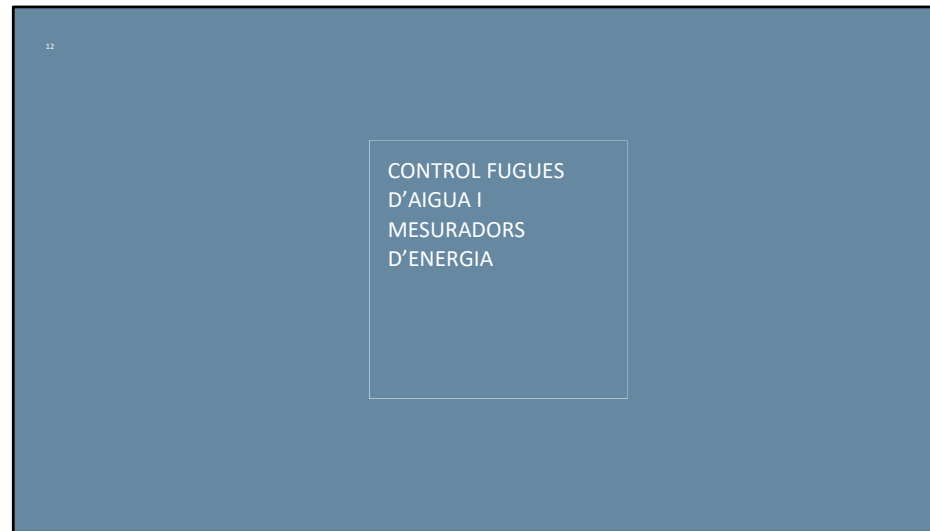 12
CONTROL FUGUES
D’AIGUA I
MESURADORS
D’ENERGIA